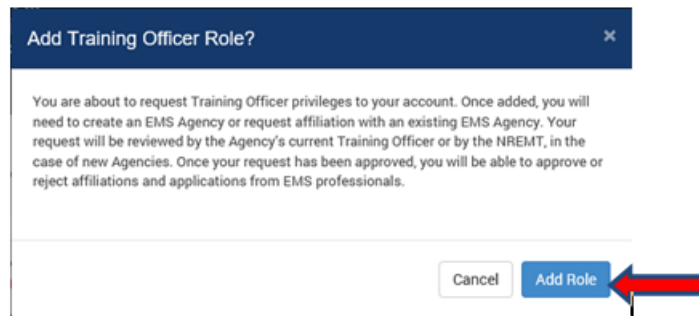 Add Training Officer Role?
×
You are about to request Training Officer privileges to your account. Once added, you will
need to create an EMS Agency or request affiliation with an existing EMS Agency. Your
request will be reviewed by the Agency's current Training Officer or by the NREMT, in the
case of new Agencies. Once your request has been approved, you will be able to approve or
reject affiliations and applications from EMS professionals.
Cancel
Add Role